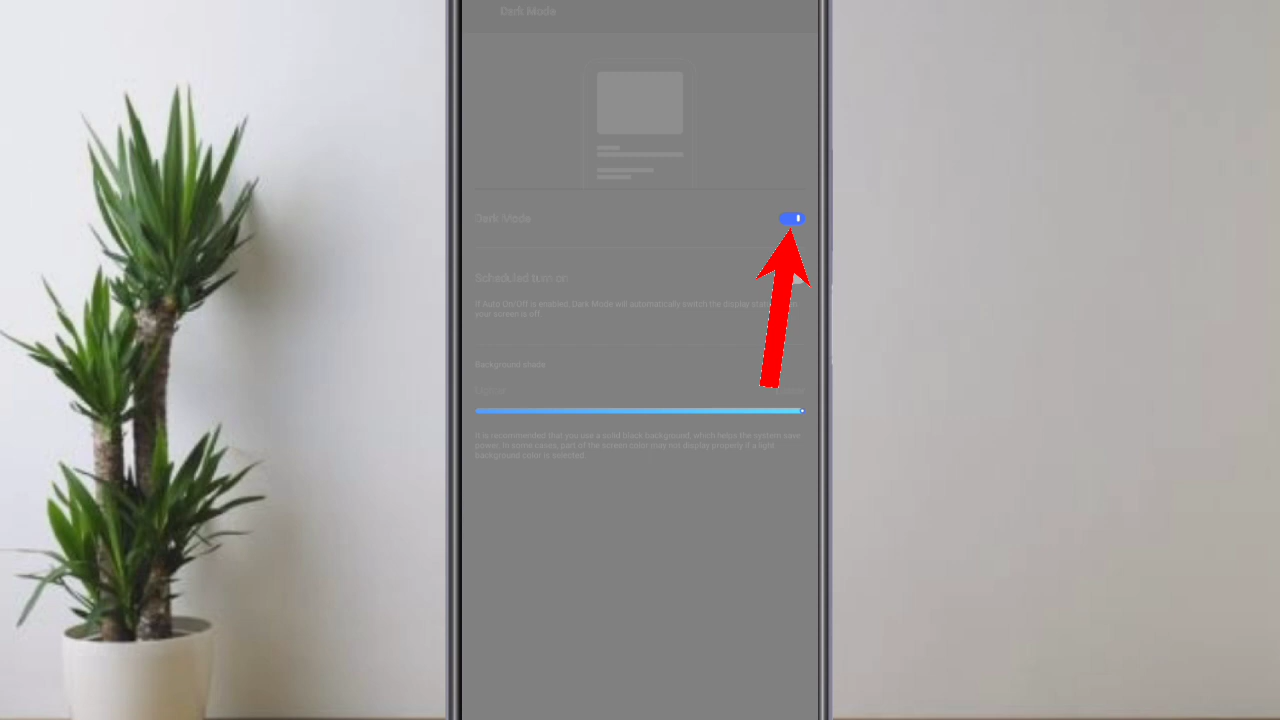 Dark Mode
Dark Mode
Scheduled turn on
If Auto On/Off is enabled, Dark Mode will automatically switch the display
your screen is off.
Background shade
It is recommended that you use a solid black background, which helps the system save
power. In some cases, part of the screen color may not display properly if a light
background color is selected.